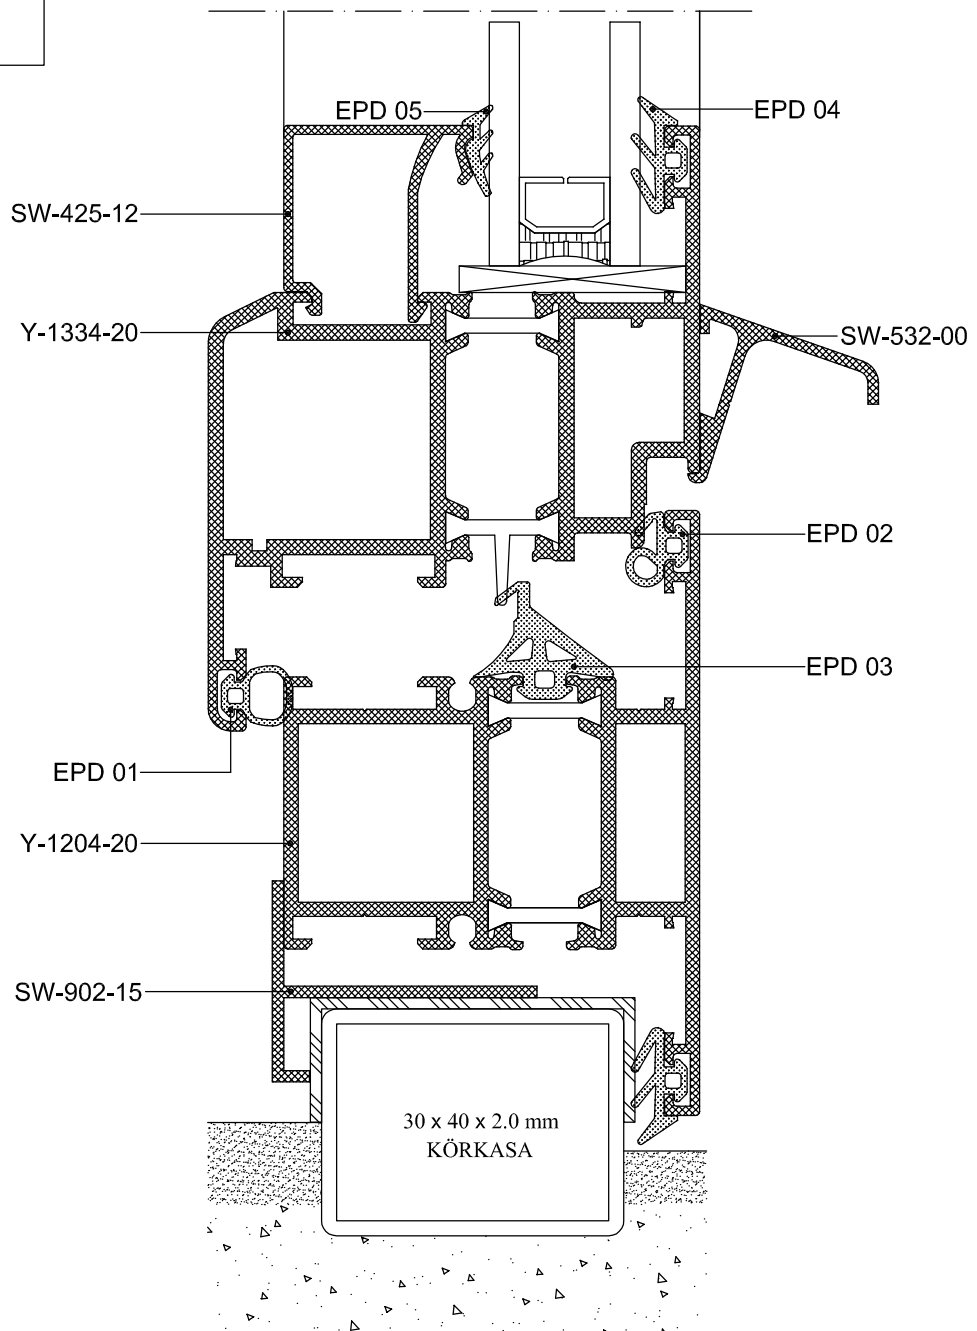 EPD 05
EPD 04
SW-425-12
Y-1334-20
SW-532-00
EPD 02
EPD 03
EPD 01
Y-1204-20
SW-902-15
30 x 40 x 2.0 mm
KÖRKASA